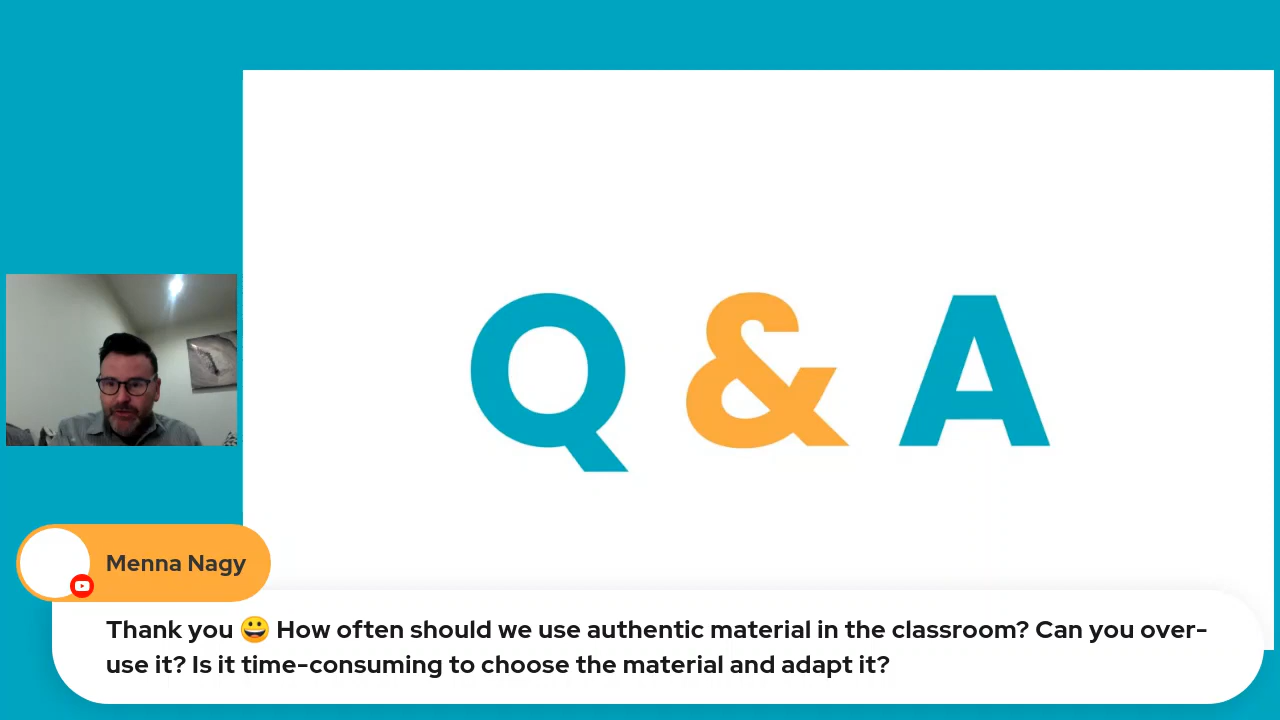 Q & A
Menna Nagy
Thank you 😀 How often should we use authentic material in the classroom? Can you over-
use it? Is it time-consuming to choose the material and adapt it?